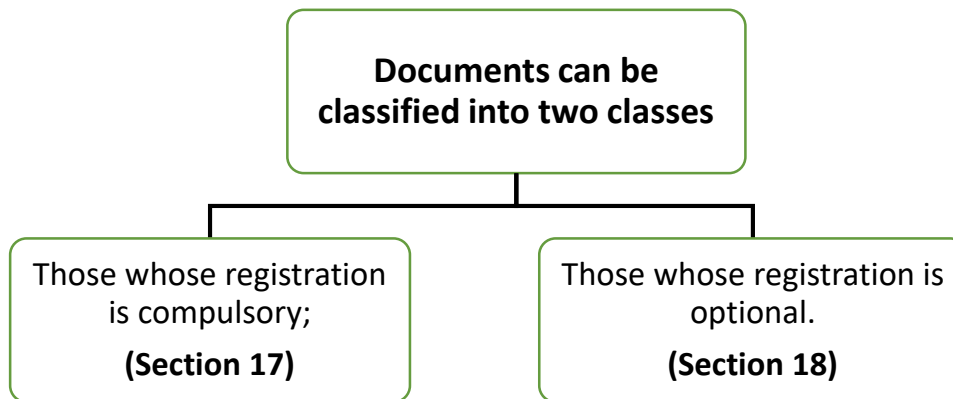 Documents can be
classified into two classes
Those whose registration
is compulsory;
(Section 17)
Those whose registration is
optional.
(Section 18)